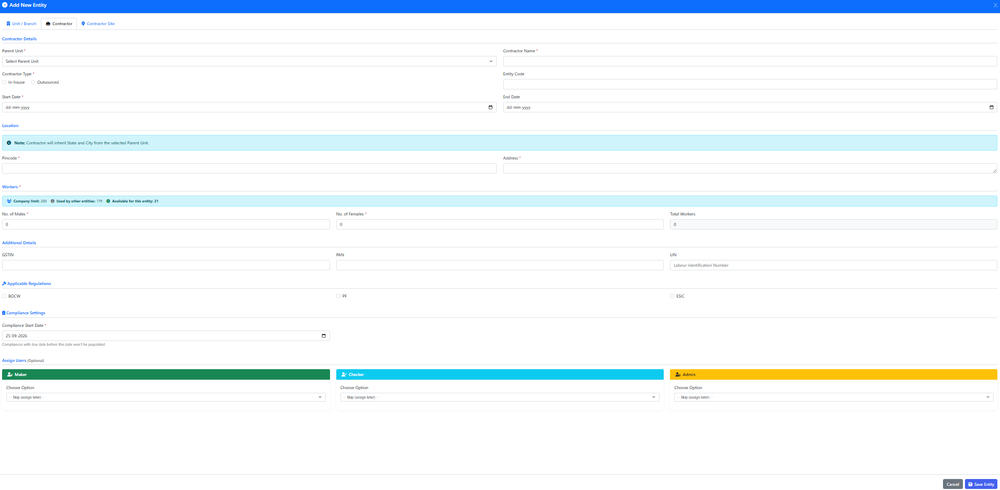 Add New Entity
Unit / Branch Contractor Contractor Site
Contractor Details
Parent Unit * Contractor Name *
Select Parent Unit
Contractor Type * Entity Code
In-house Outsourced
Start Date * End Date
dd-mm-yyyy dd-mm-yyyy
Location
Note: Contractor will inherit State and City from the selected Parent Unit.
Pincode * Address *
Workers *
Company limit: 200 Used by other entities: 179 Available for this entity: 21
No. of Males * No. of Females * Total Workers
0 0 0
Additional Details
GSTIN PAN LIN
Labour Identification Number
Applicable Regulations
BOCW PF ESIC
Compliance Settings
Compliance Start Date *
25-09-2026
Compliances with due date before this date won't be populated
Assign Users (Optional)
Maker Checker Admin
Choose Option Choose Option Choose Option
-- Skip (assign later) -- -- Skip (assign later) -- -- Skip (assign later) --
Cancel Save Entity